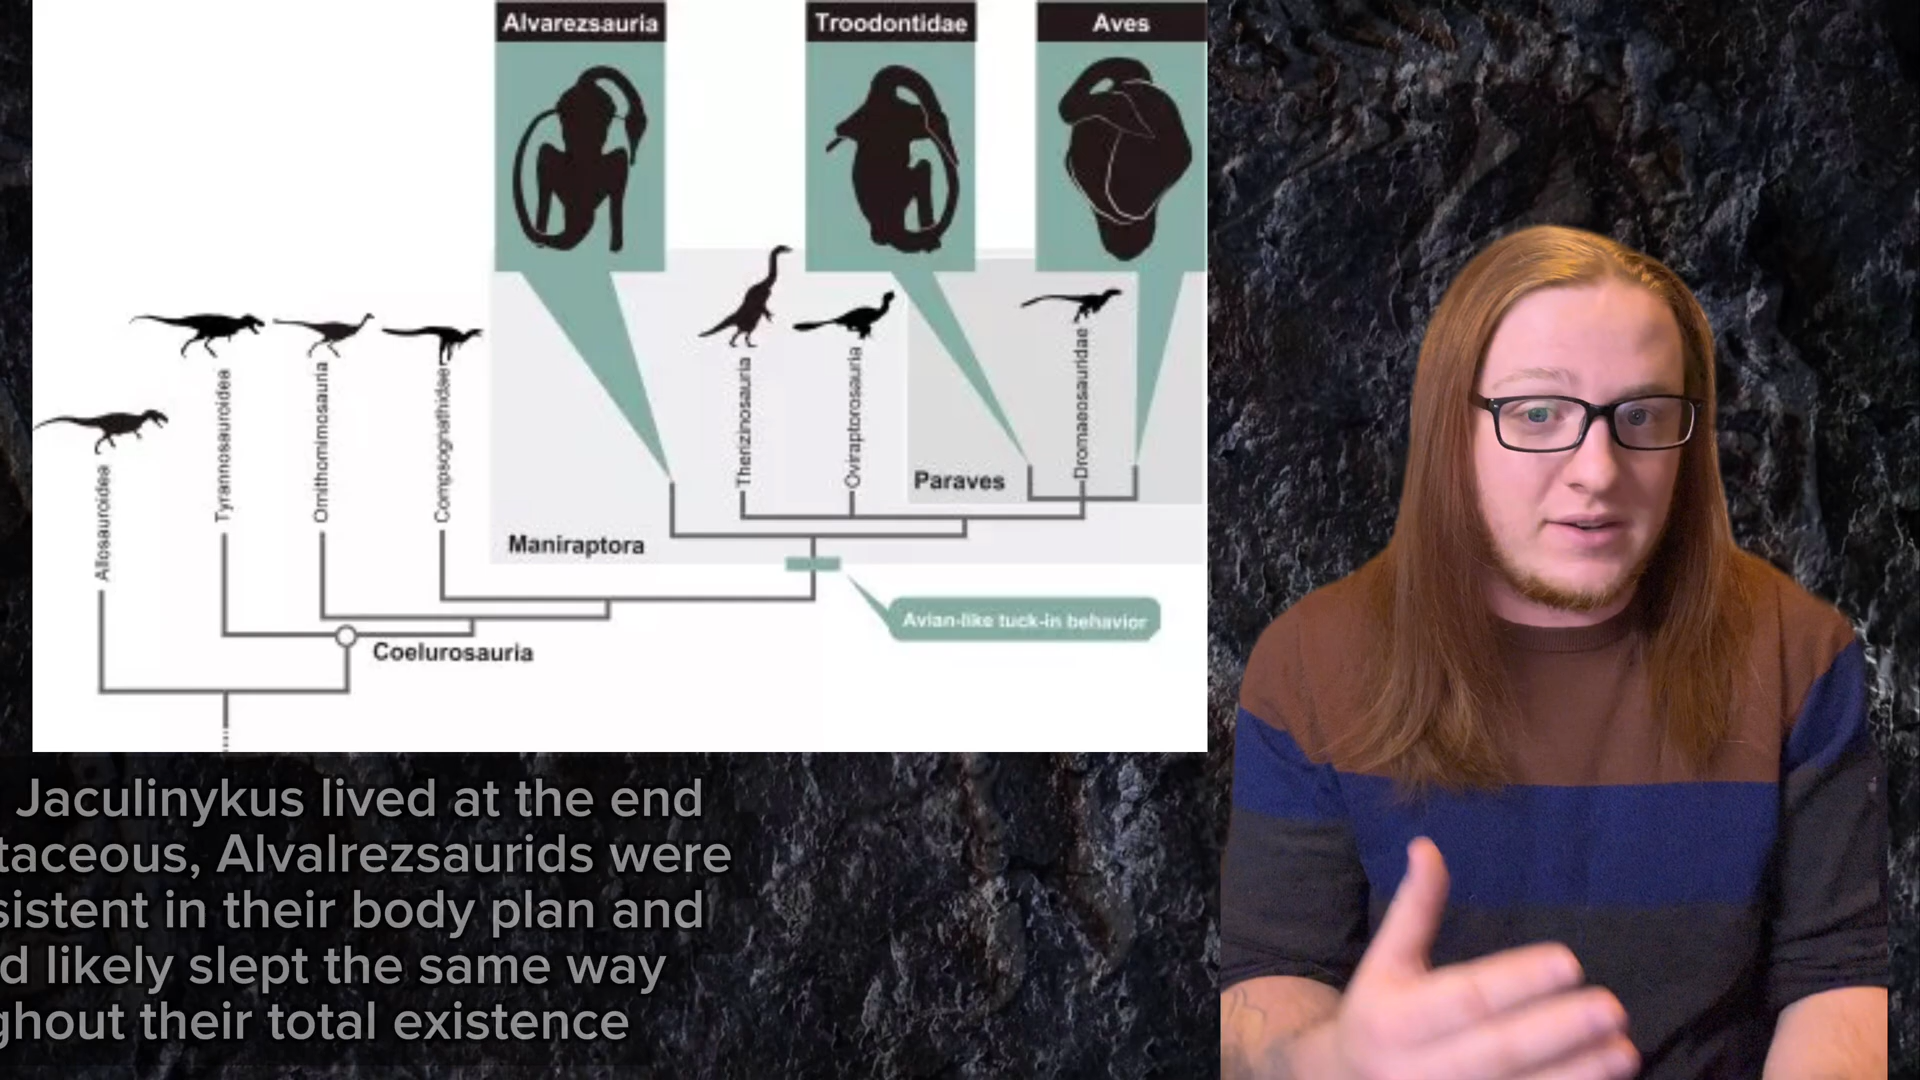 Alvarezsauria
Troodontidae
Aves
Allosauroidea
Tyrannosauroidea
Ornithomimosauria
Compsognathidae
Therizinosauria
Oviraptorosauria
Dromaeosauridae
Paraves
Maniraptora
Avian-like tuck-in behavior
Coelurosauria
Jaculinykus lived at the end
taceous, Alvalrezsaurids were
sistent in their body plan and
d likely slept the same way
ghout their total existence